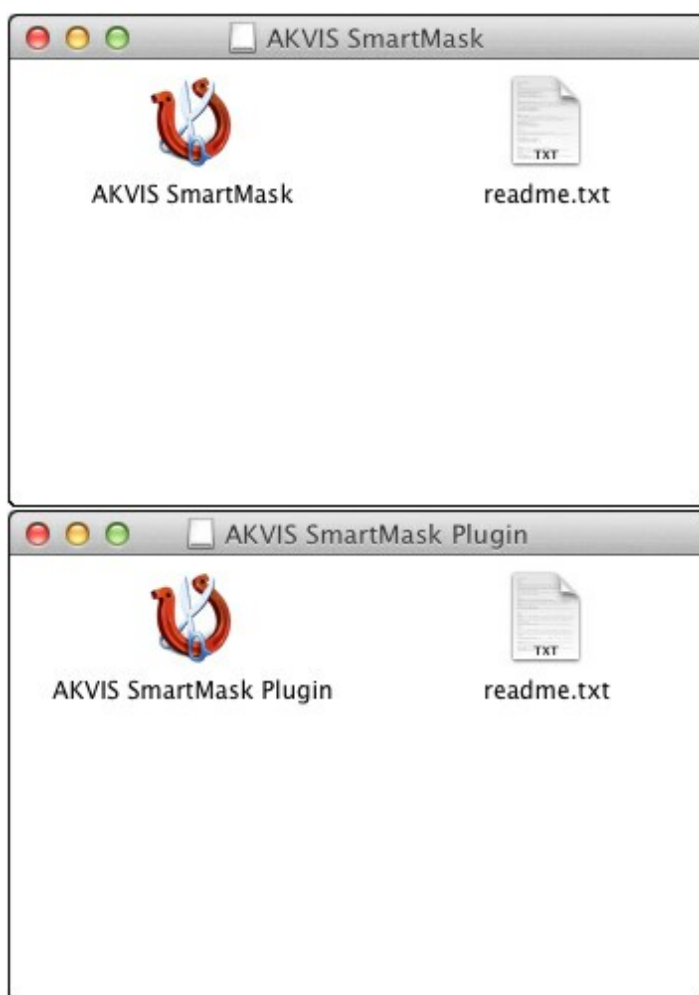 AKVIS SmartMask
TXT
AKVIS SmartMask
readme.txt
AKVIS SmartMask Plugin
TXT
AKVIS SmartMask Plugin
readme.txt